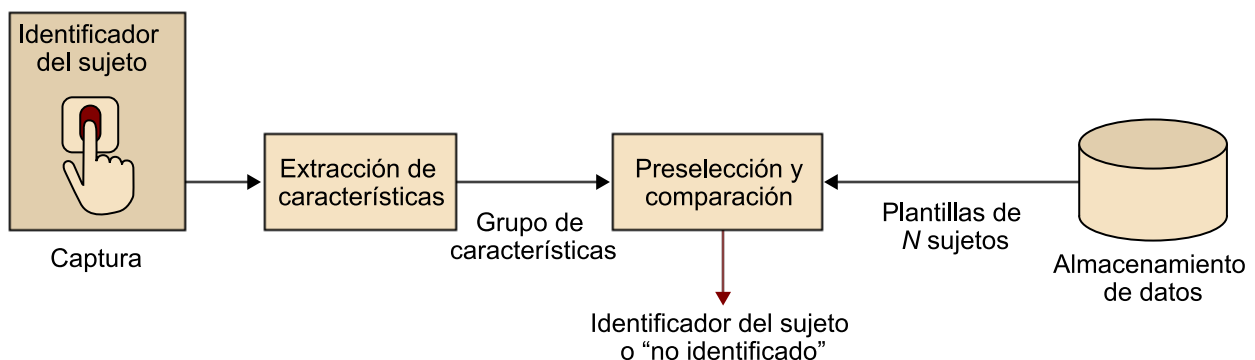 Identificador
del sujeto
Captura
Extracción de
características
Grupo de
características
Preselección y
comparación
Identificador del sujeto
o “no identificado”
Plantillas de
N sujetos
Almacenamiento
de datos